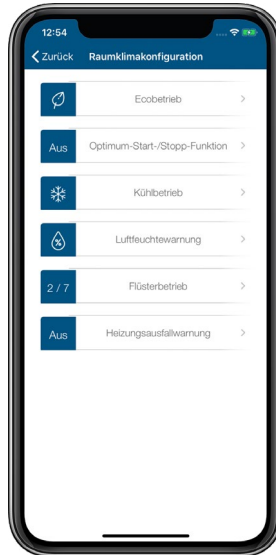 12:54
Zurück Raumklimakonfiguration
Ecobetrieb
Aus Optimum-Start-/Stopp-Funktion
Kühlbetrieb
% Luftfeuchtewarnung
2 / 7 Flüsterbetrieb
Aus Heizungsausfallwarnung